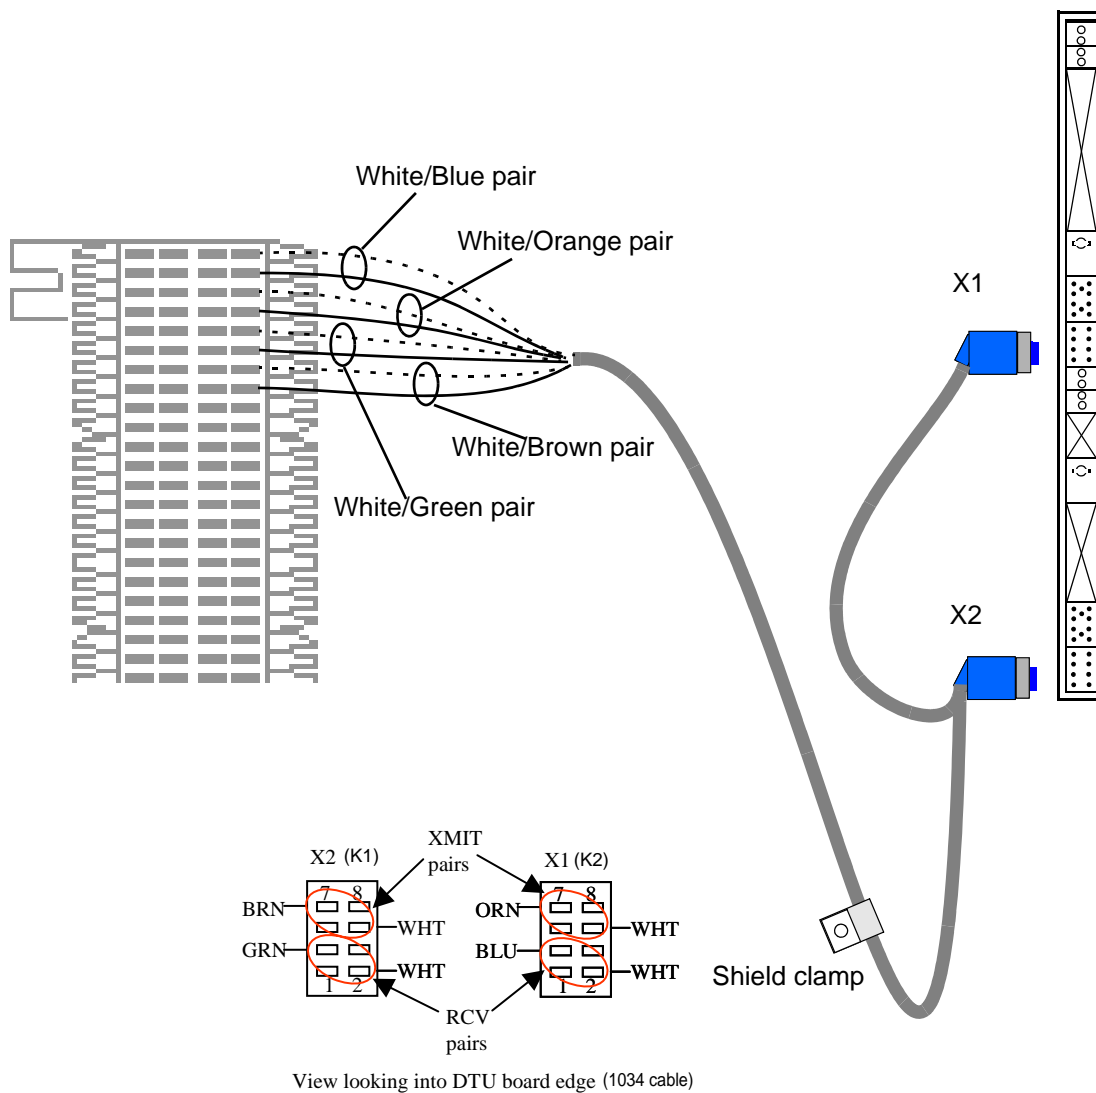 White/Blue pair
White/Orange pair
X1
White/Brown pair
White/Green pair
X2
XMIT
pairs
X2 (K1)
X1 (K2)
7 8
7 8
BRN
WHT
ORN
WHT
GRN
WHT
BLU
WHT
1 2
1 2
Shield clamp
RCV
pairs
View looking into DTU board edge (1034 cable)